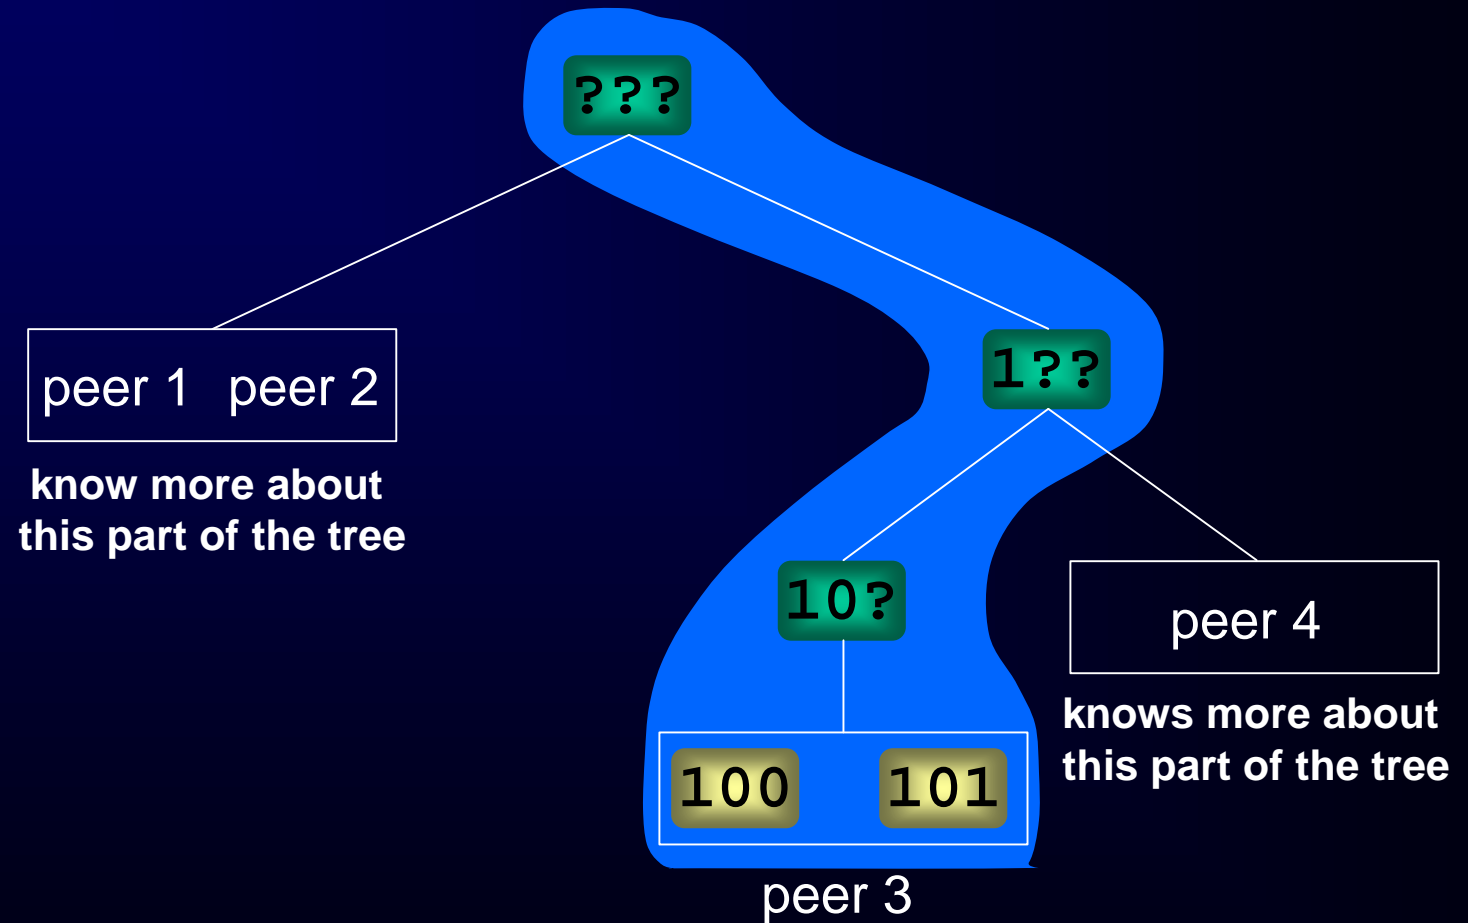 ???
1??
peer 1 peer 2
know more about
this part of the tree
10?
peer 4
knows more about
this part of the tree
100 101
peer 3